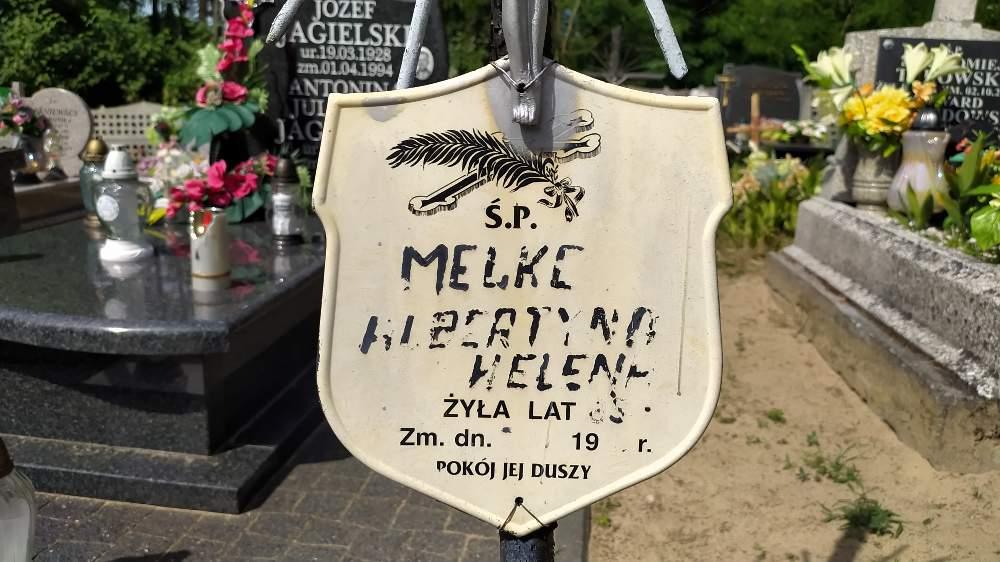 JÓZEF
JAGIELSKI
ur.19.03.1928
zm.01.04.1994
ANTONINA
Ś.P.
MELKE
ALBERTYNA
HELENA
ŻYŁA LAT
Zm. dn. 19 r.
POKÓJ JEJ DUSZY